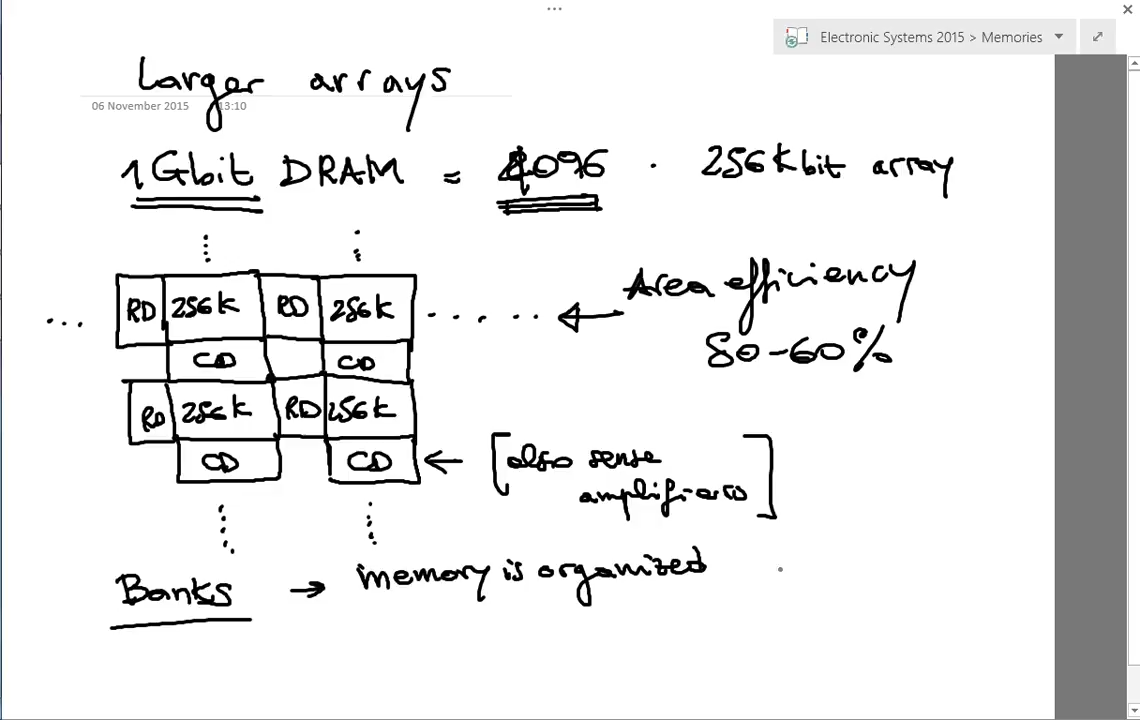 Electronic Systems 2015 > Memories
Larger arrays
06 November 2015 13:10
1Gbit DRAM = 4096 · 256Kbit array
RD 256K RD 256K
Area efficiency
80-60%
CD CD
RD 256K RD 256K
CD CD
[also sense
amplifiers]
Banks → memory is organized